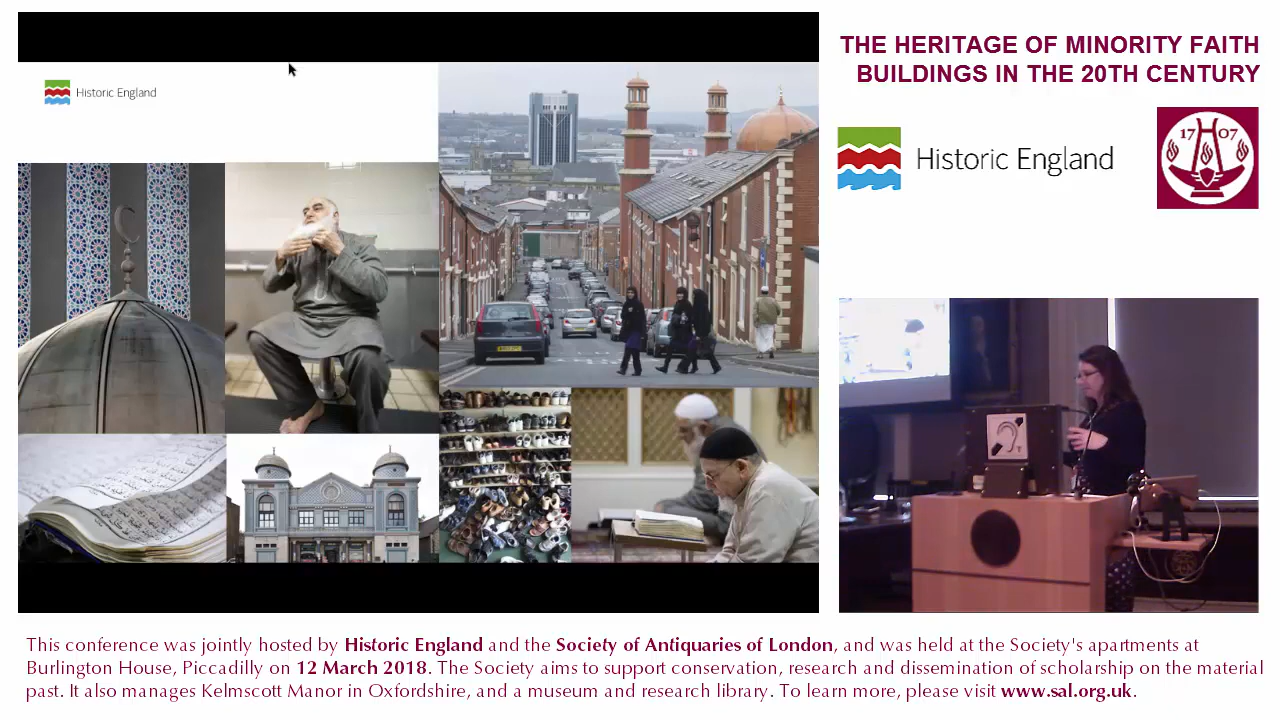 THE HERITAGE OF MINORITY FAITH
BUILDINGS IN THE 20TH CENTURY
Historic England
Historic England
17 07
T
This conference was jointly hosted by Historic England and the Society of Antiquaries of London, and was held at the Society's apartments at
Burlington House, Piccadilly on 12 March 2018. The Society aims to support conservation, research and dissemination of scholarship on the material
past. It also manages Kelmscott Manor in Oxfordshire, and a museum and research library. To learn more, please visit www.sal.org.uk.